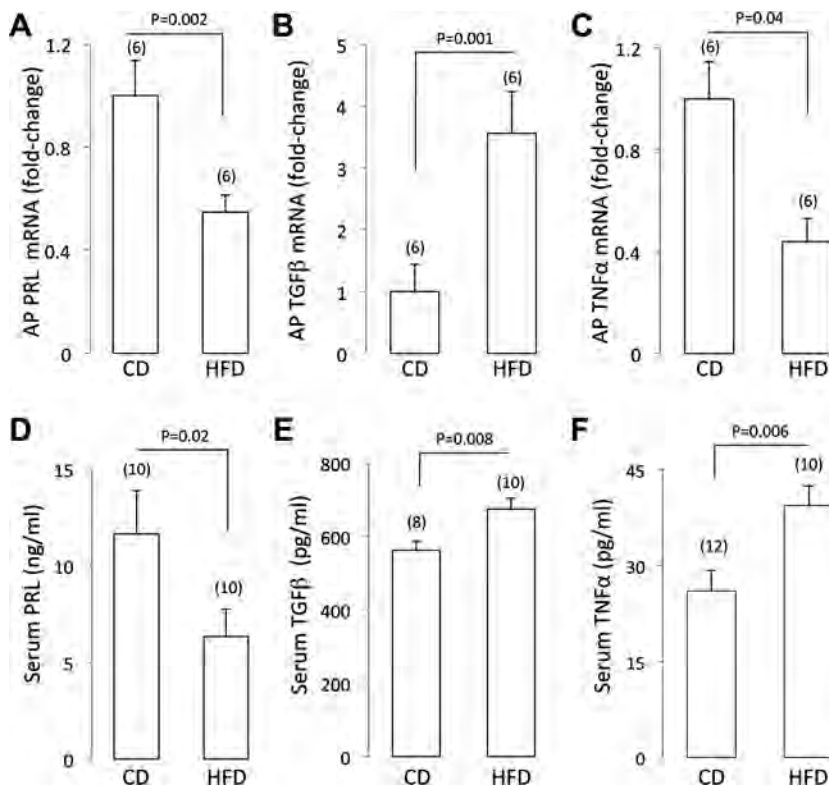 A
P=0.002
AP PRL mRNA (fold-change)
1.2
0.8
0.4
0
(6)
(6)
CD HFD
B
P=0.001
AP TGFβ mRNA (fold-change)
5
4
3
2
1
0
(6)
(6)
CD HFD
C
P=0.04
AP TNFα mRNA (fold-change)
1.2
0.8
0.4
0
(6)
(6)
CD HFD
D
P=0.02
Serum PRL (ng/ml)
15
10
5
0
(10)
(10)
CD HFD
E
P=0.008
Serum TGFβ (pg/ml)
800
600
400
200
0
(8)
(10)
CD HFD
F
P=0.006
Serum TNFα (pg/ml)
45
30
15
0
(12)
(10)
CD HFD